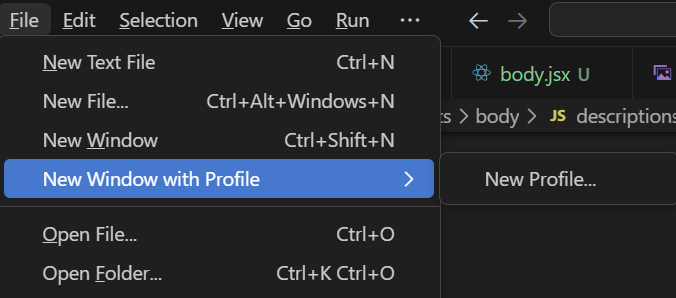 File Edit Selection View Go Run ···
New Text File Ctrl+N
body.jsx U
New File... Ctrl+Alt+Windows+N
ts > body > JS descriptions
New Window Ctrl+Shift+N
New Window with Profile >
New Profile...
Open File... Ctrl+O
Open Folder... Ctrl+K Ctrl+O